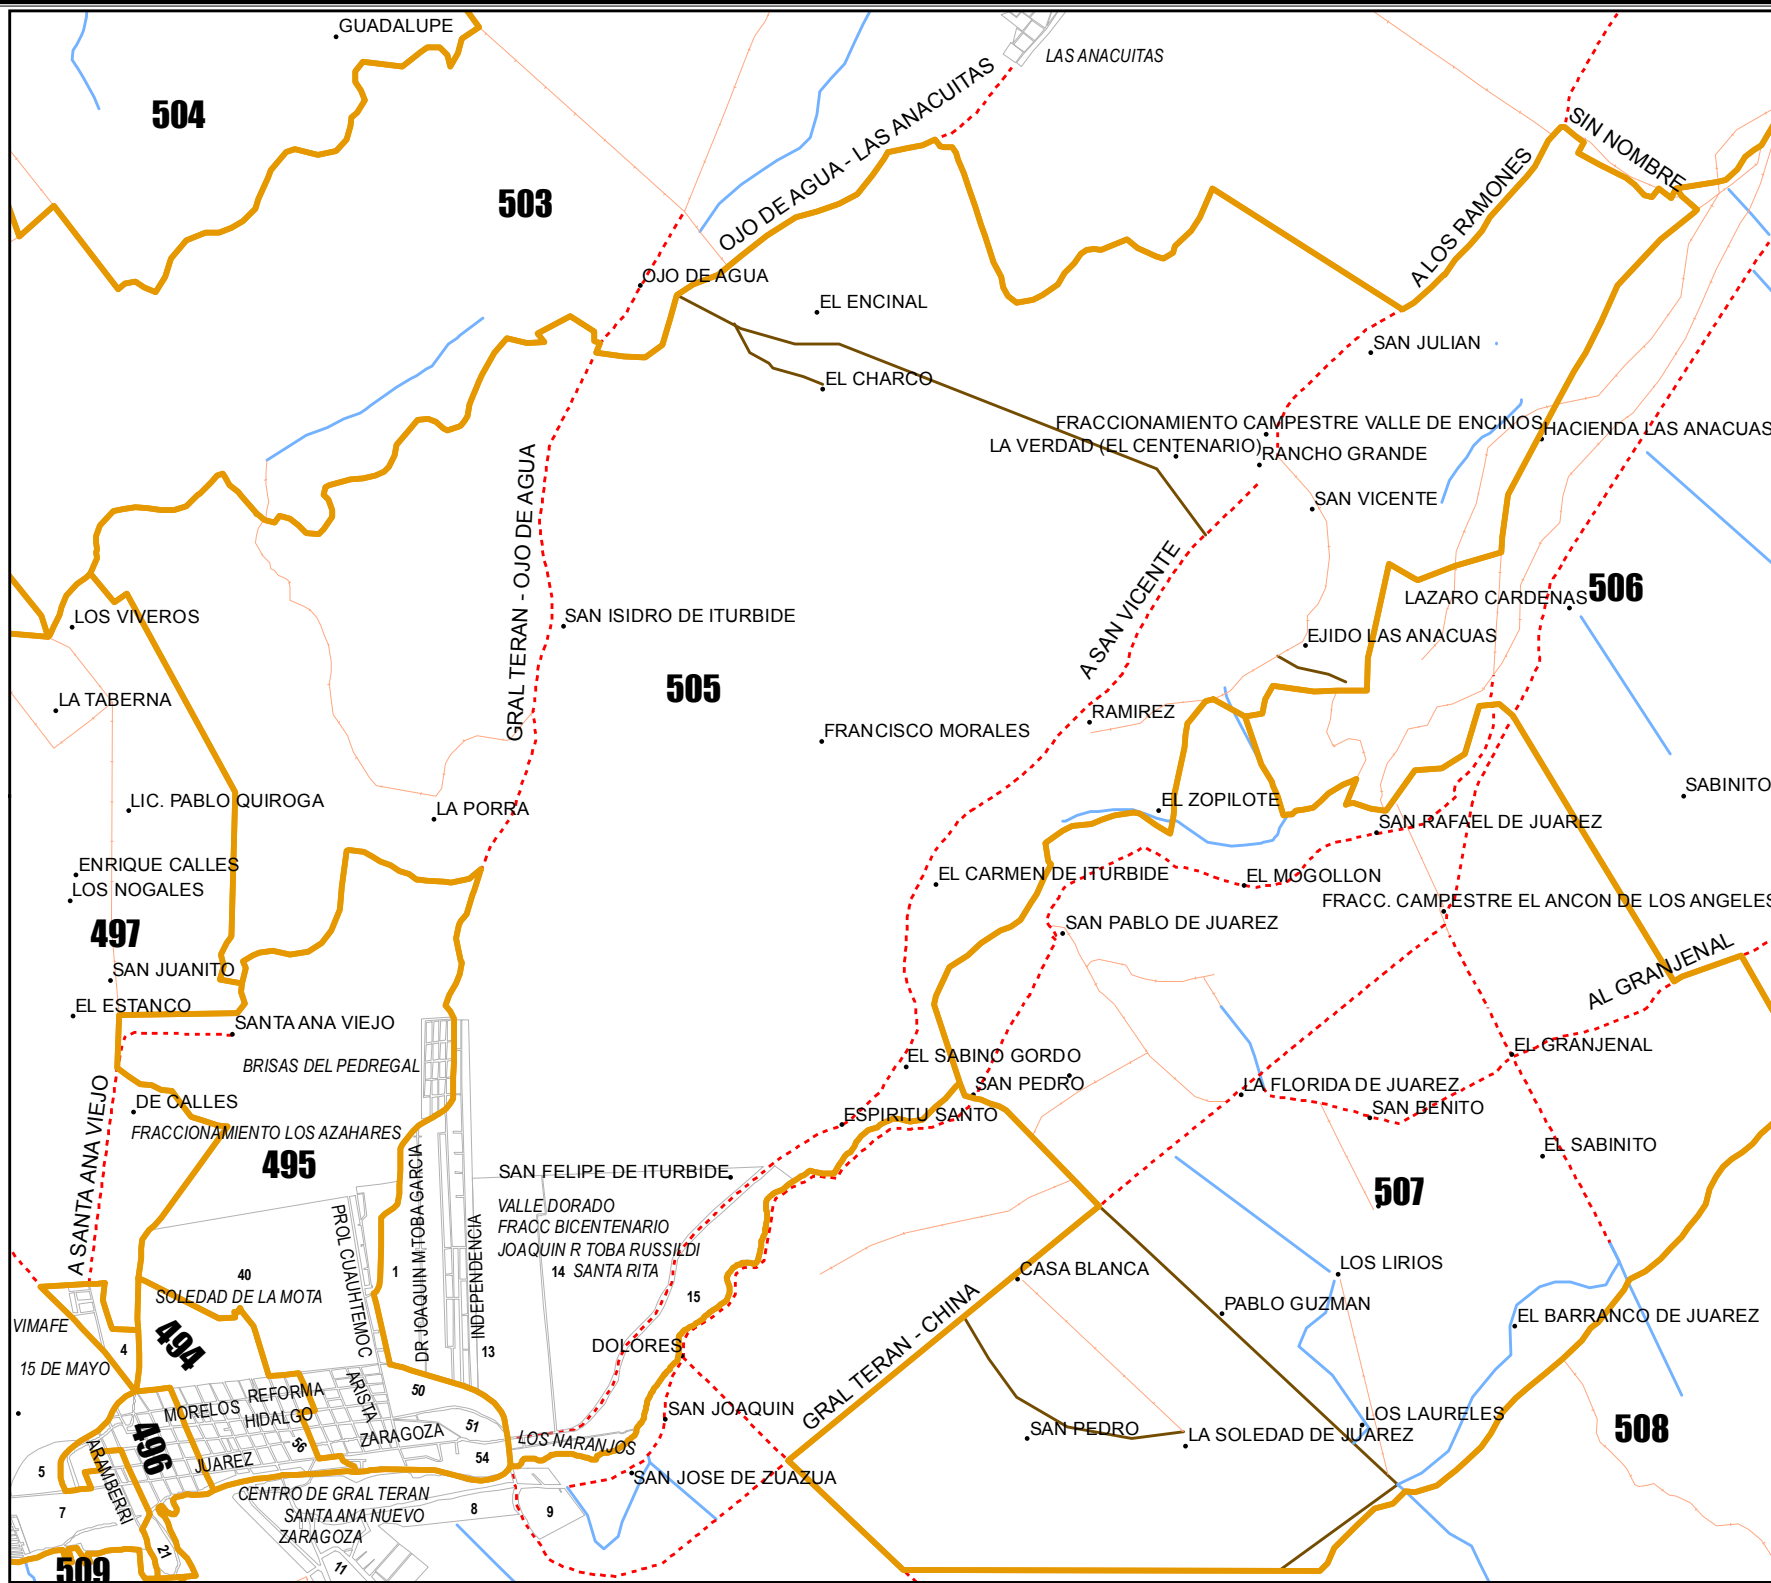 GUADALUPE
LAS ANACUITAS
504
SIN NOMBRE
OJO DE AGUA - LAS ANACUITAS
503
A LOS RAMONES
OJO DE AGUA
EL ENCINAL
SAN JULIAN
EL CHARCO
FRACCIONAMIENTO CAMPESTRE VALLE DE ENCINOS
HACIENDA LAS ANACUAS
LA VERDAD (EL CENTENARIO)
RANCHO GRANDE
SAN VICENTE
GRAL TERAN - OJO DE AGUA
A SAN VICENTE
LAZARO CARDENAS
506
LOS VIVEROS
SAN ISIDRO DE ITURBIDE
EJIDO LAS ANACUAS
505
LA TABERNA
RAMIREZ
FRANCISCO MORALES
SABINITO
LIC. PABLO QUIROGA
LA PORRA
EL ZOPILOTE
SAN RAFAEL DE JUAREZ
ENRIQUE CALLES
LOS NOGALES
EL CARMEN DE ITURBIDE
EL MOGOLLON
FRACC. CAMPESTRE EL ANCON DE LOS ANGELES
497
SAN PABLO DE JUAREZ
SAN JUANITO
AL GRANJENAL
EL ESTANCO
SANTA ANA VIEJO
BRISAS DEL PEDREGAL
EL SABINO GORDO
EL GRANJENAL
SAN PEDRO
LA FLORIDA DE JUAREZ
A SANTA ANA VIEJO
DE CALLES
ESPIRITU SANTO
SAN BENITO
FRACCIONAMIENTO LOS AZAHARES
EL SABINITO
495
SAN FELIPE DE ITURBIDE
507
VALLE DORADO
FRACC BICENTENARIO
JOAQUIN R TOBA RUSSILDI
14 SANTA RITA
PROL CUAUHTEMOC
1
DR JOAQUIN M TOBA GARCIA
INDEPENDENCIA
40
SOLEDAD DE LA MOTA
15
CASA BLANCA
LOS LIRIOS
PABLO GUZMAN
EL BARRANCO DE JUAREZ
VIMAFE
4
494
13
DOLORES
GRAL TERAN - CHINA
15 DE MAYO
REFORMA
ARISTA
50
MORELOS
HIDALGO
SAN JOAQUIN
LOS LAURELES
51
ZARAGOZA
SAN PEDRO
LA SOLEDAD DE JUAREZ
508
496
56
LOS NARANJOS
ARAMBERRI
JUAREZ
54
5
SAN JOSE DE ZUAZUA
CENTRO DE GRAL TERAN
7
8
9
SANTA ANA NUEVO
ZARAGOZA
21
11
509